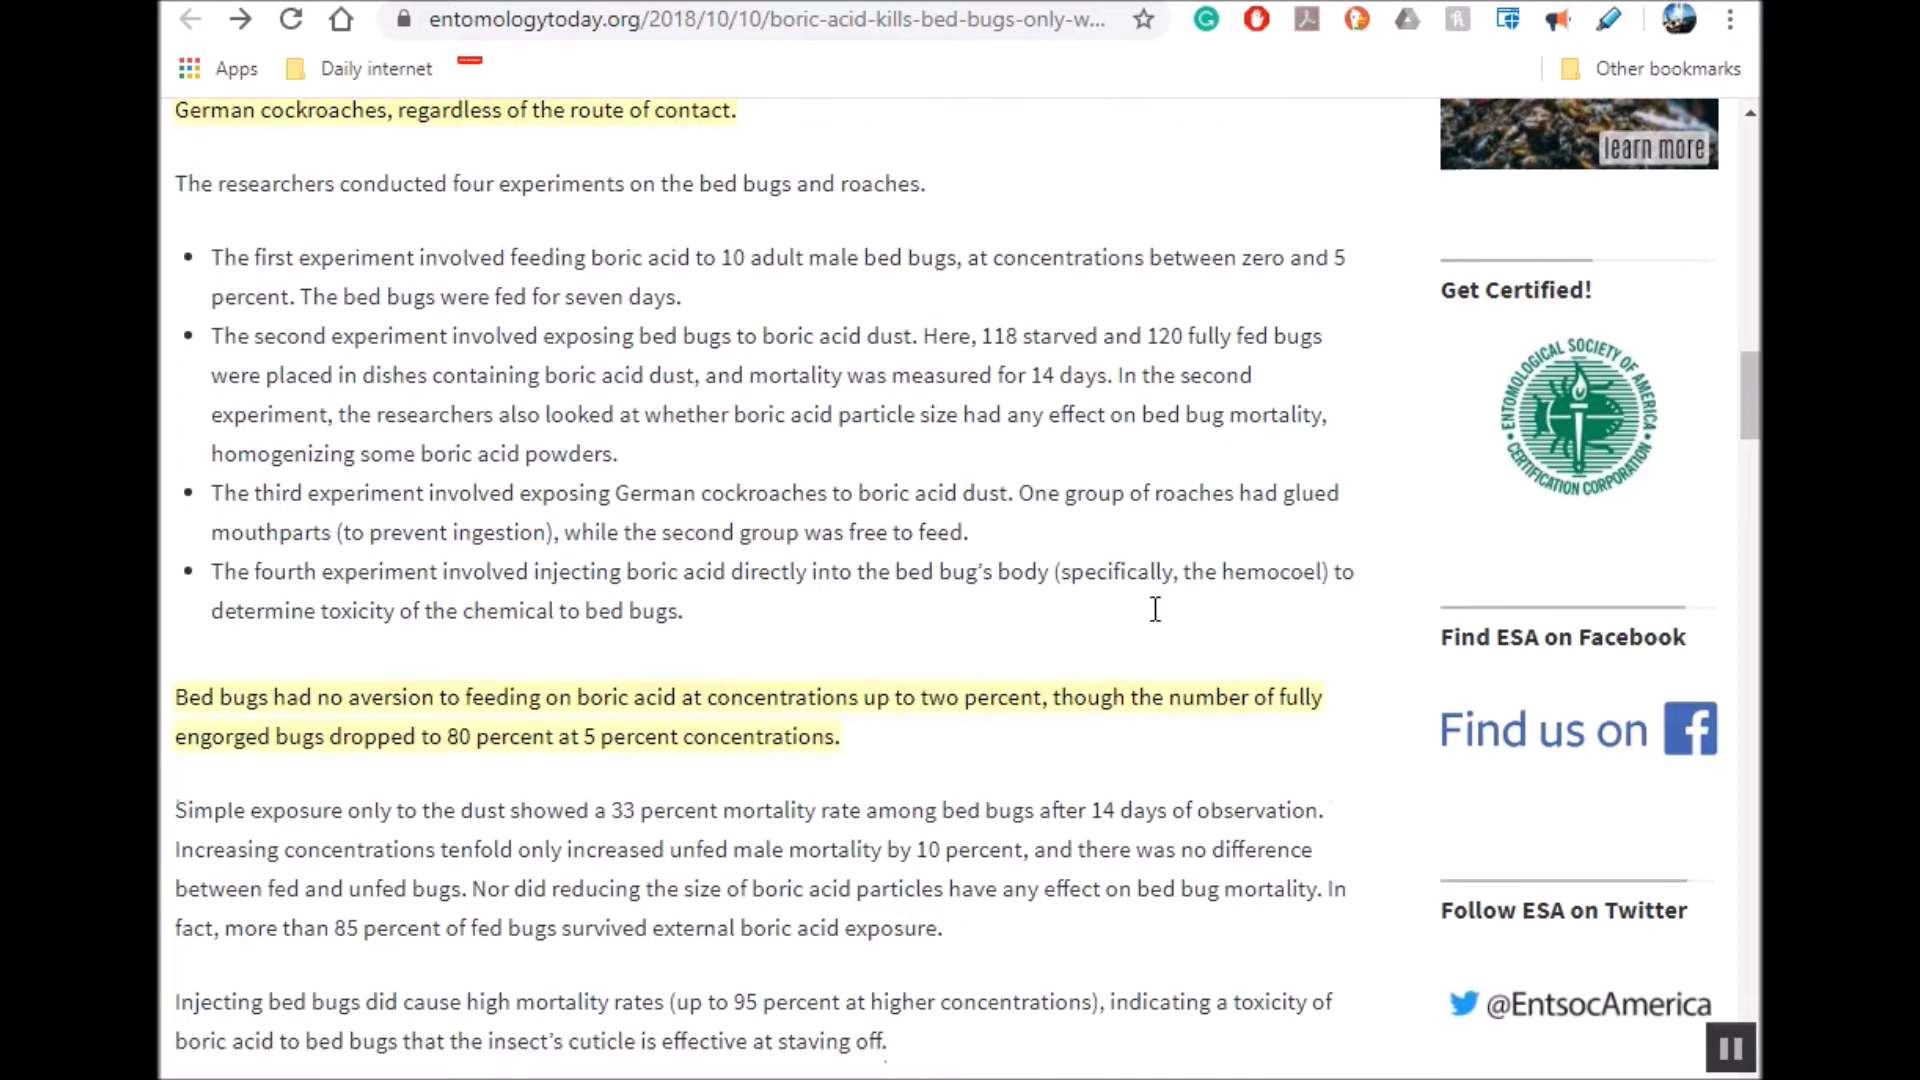 entomologytoday.org/2018/10/10/boric-acid-kills-bed-bugs-only-w...
Apps
Daily internet
Other bookmarks
German cockroaches, regardless of the route of contact.
The researchers conducted four experiments on the bed bugs and roaches.
• The first experiment involved feeding boric acid to 10 adult male bed bugs, at concentrations between zero and 5
percent. The bed bugs were fed for seven days.
• The second experiment involved exposing bed bugs to boric acid dust. Here, 118 starved and 120 fully fed bugs
were placed in dishes containing boric acid dust, and mortality was measured for 14 days. In the second
experiment, the researchers also looked at whether boric acid particle size had any effect on bed bug mortality,
homogenizing some boric acid powders.
• The third experiment involved exposing German cockroaches to boric acid dust. One group of roaches had glued
mouthparts (to prevent ingestion), while the second group was free to feed.
• The fourth experiment involved injecting boric acid directly into the bed bug’s body (specifically, the hemocoel) to
determine toxicity of the chemical to bed bugs.
Bed bugs had no aversion to feeding on boric acid at concentrations up to two percent, though the number of fully
engorged bugs dropped to 80 percent at 5 percent concentrations.
Simple exposure only to the dust showed a 33 percent mortality rate among bed bugs after 14 days of observation.
Increasing concentrations tenfold only increased unfed male mortality by 10 percent, and there was no difference
between fed and unfed bugs. Nor did reducing the size of boric acid particles have any effect on bed bug mortality. In
fact, more than 85 percent of fed bugs survived external boric acid exposure.
Injecting bed bugs did cause high mortality rates (up to 95 percent at higher concentrations), indicating a toxicity of
boric acid to bed bugs that the insect’s cuticle is effective at staving off.
learn more
Get Certified!
ENTOMOLOGICAL SOCIETY OF AMERICA
CERTIFICATION CORPORATION
Find ESA on Facebook
Find us on f
Follow ESA on Twitter
@EntsocAmerica